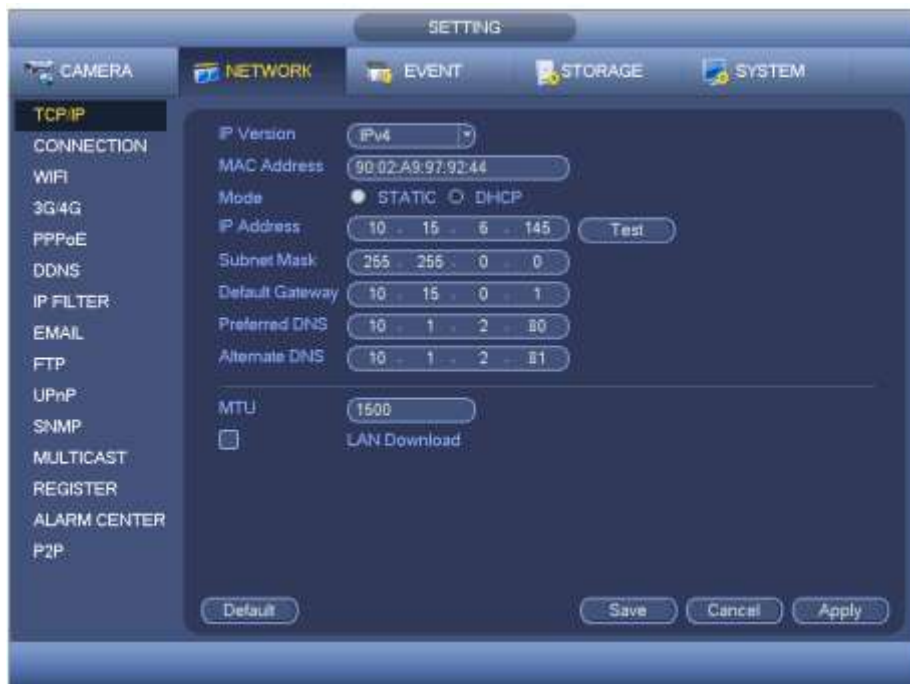 SETTING
CAMERA NETWORK EVENT STORAGE SYSTEM
TCP/IP
CONNECTION
WIFI
3G/4G
PPPoE
DDNS
IP FILTER
EMAIL
FTP
UPnP
SNMP
MULTICAST
REGISTER
ALARM CENTER
P2P
IP Version IPv4
MAC Address 90:02:A9:97:92:44
Mode STATIC DHCP
IP Address 10 . 15 . 6 . 145 Test
Subnet Mask 255 . 255 . 0 . 0
Default Gateway 10 . 15 . 0 . 1
Preferred DNS 10 . 1 . 2 . 80
Alternate DNS 10 . 1 . 2 . 81
MTU 1500
LAN Download
Default Save Cancel Apply